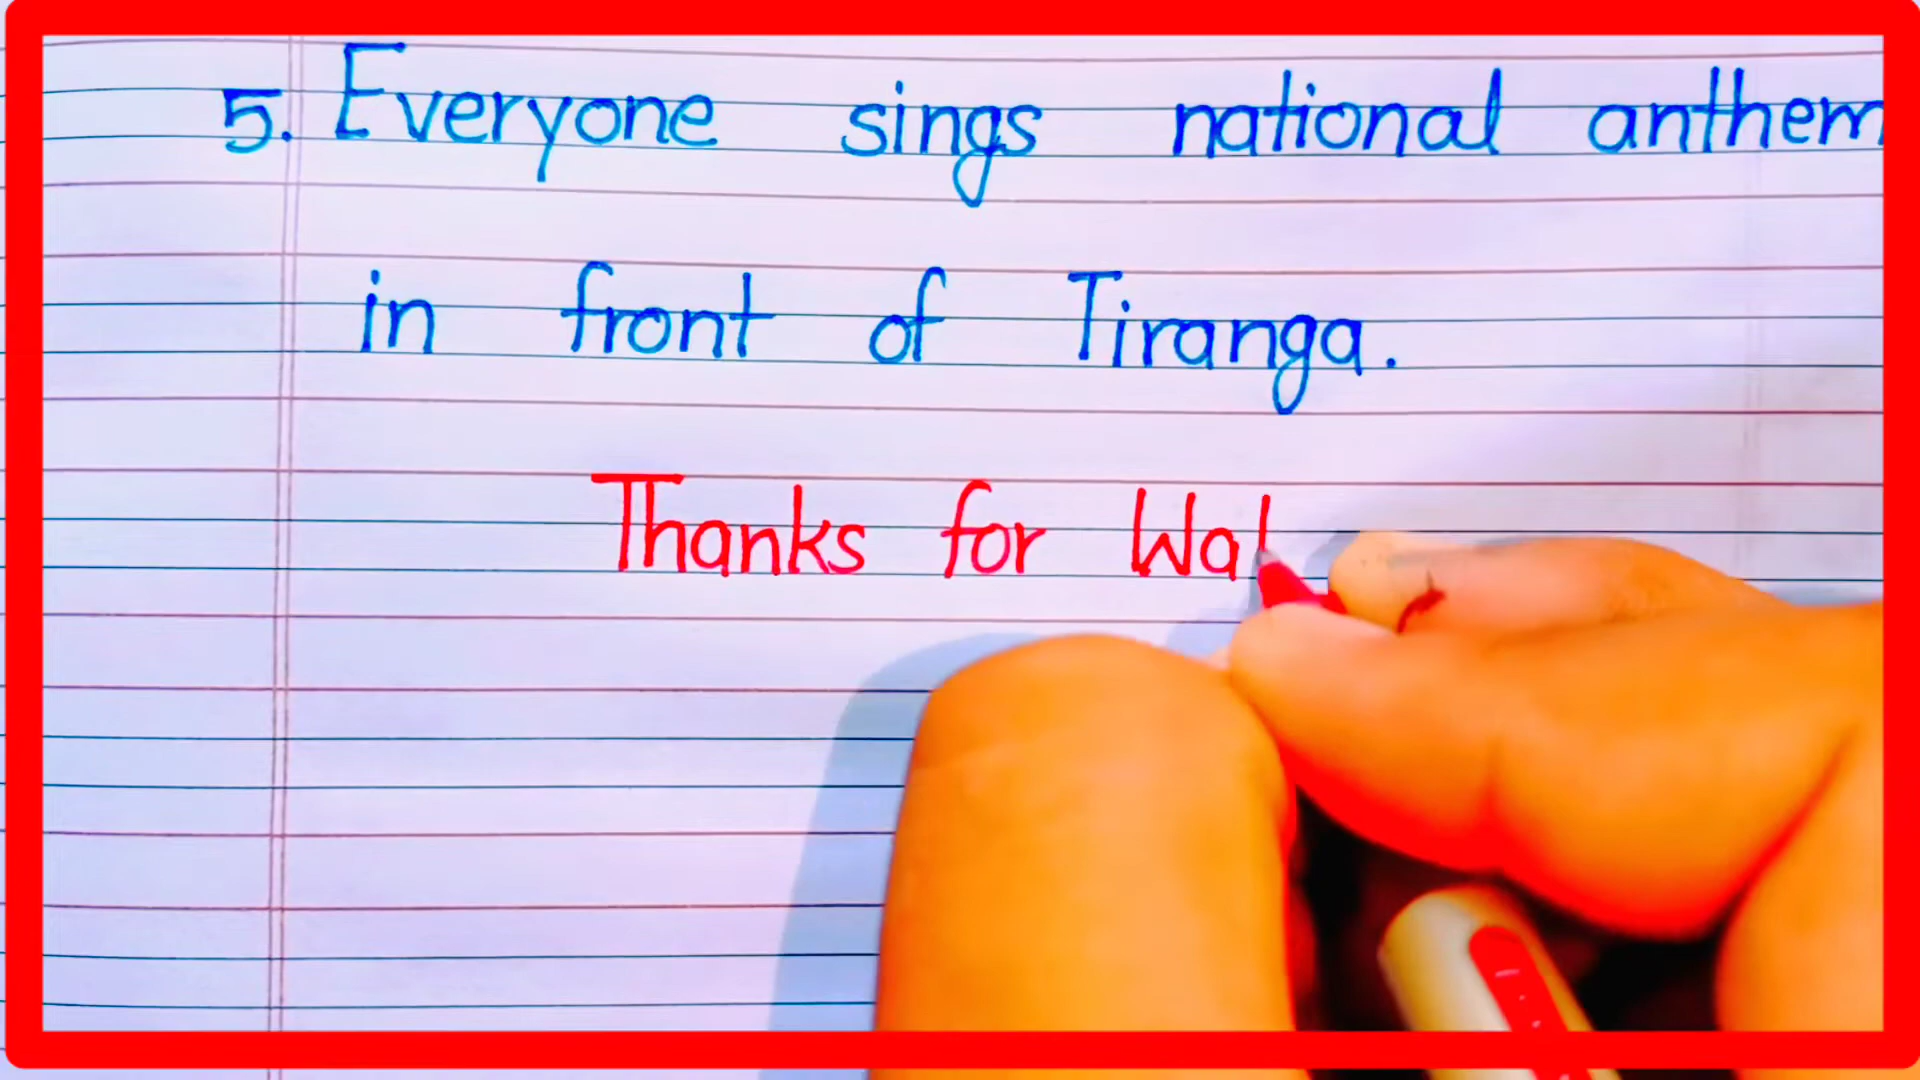 5. Everyone sings national anthem
in front of Tiranga.
Thanks for Wa